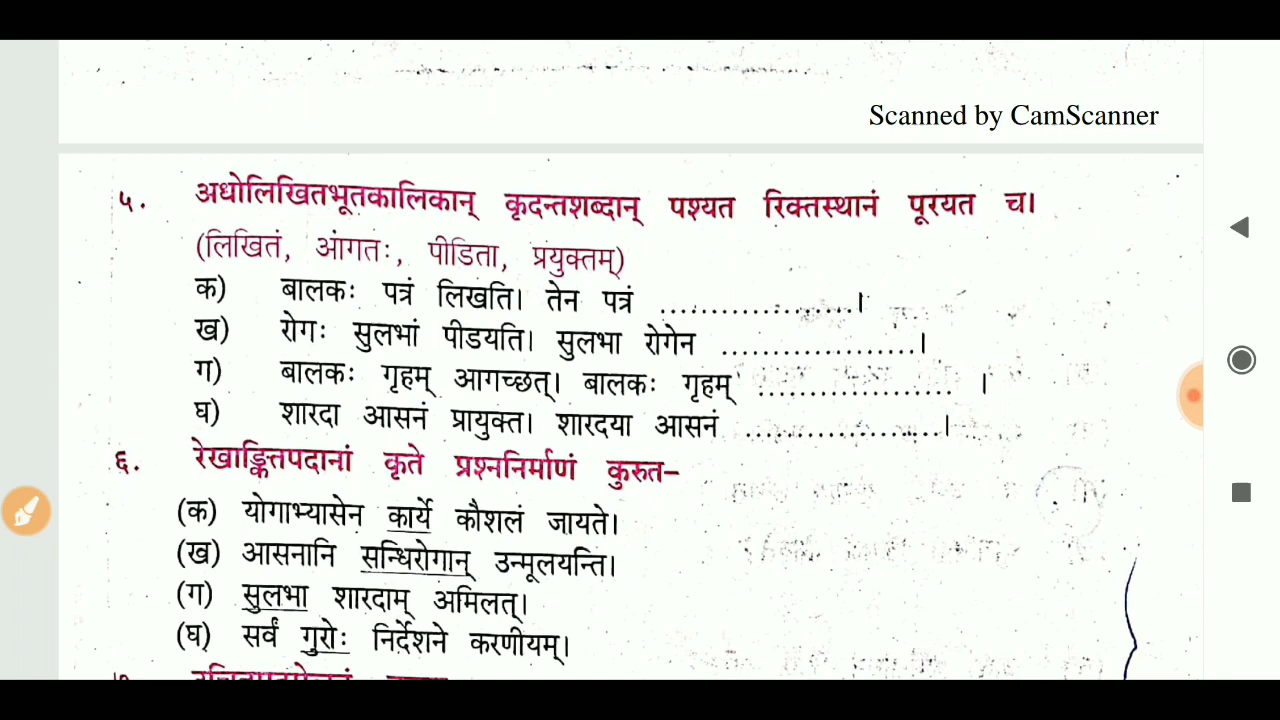 Scanned by CamScanner
५. अधोलिखितभूतकालिकान् कृदन्तशब्दान् पश्यत रिक्तस्थानं पूरयत च।
(लिखितं, आंगतः, पीडिता, प्रयुक्तम्)
क) बालकः पत्रं लिखति। तेन पत्रं ....................।
ख) रोगः सुलभां पीडयति। सुलभा रोगेन ....................।
ग) बालकः गृहम् आगच्छत्। बालकः गृहम् .................... ।
घ) शारदा आसनं प्रायुक्त। शारदया आसनं ....................।
६. रेखाङ्कितपदानां कृते प्रश्ननिर्माणं कुरुत–
(क) योगाभ्यासेन कार्ये कौशलं जायते।
(ख) आसनानि सन्धिरोगान् उन्मूलयन्ति।
(ग) सुलभा शारदाम् अमिलत्।
(घ) सर्वं गुरोः निर्देशने करणीयम्।